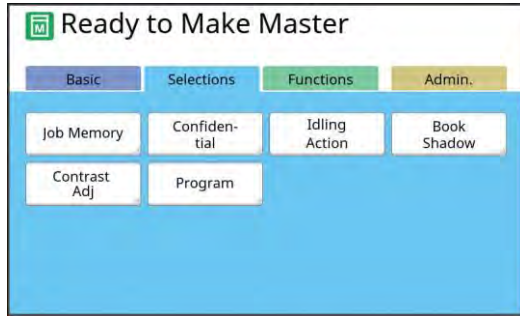 M
Ready to Make Master
Basic
Selections
Functions
Admin.
Job Memory
Confiden-
tial
Idling
Action
Book
Shadow
Contrast
Adj
Program